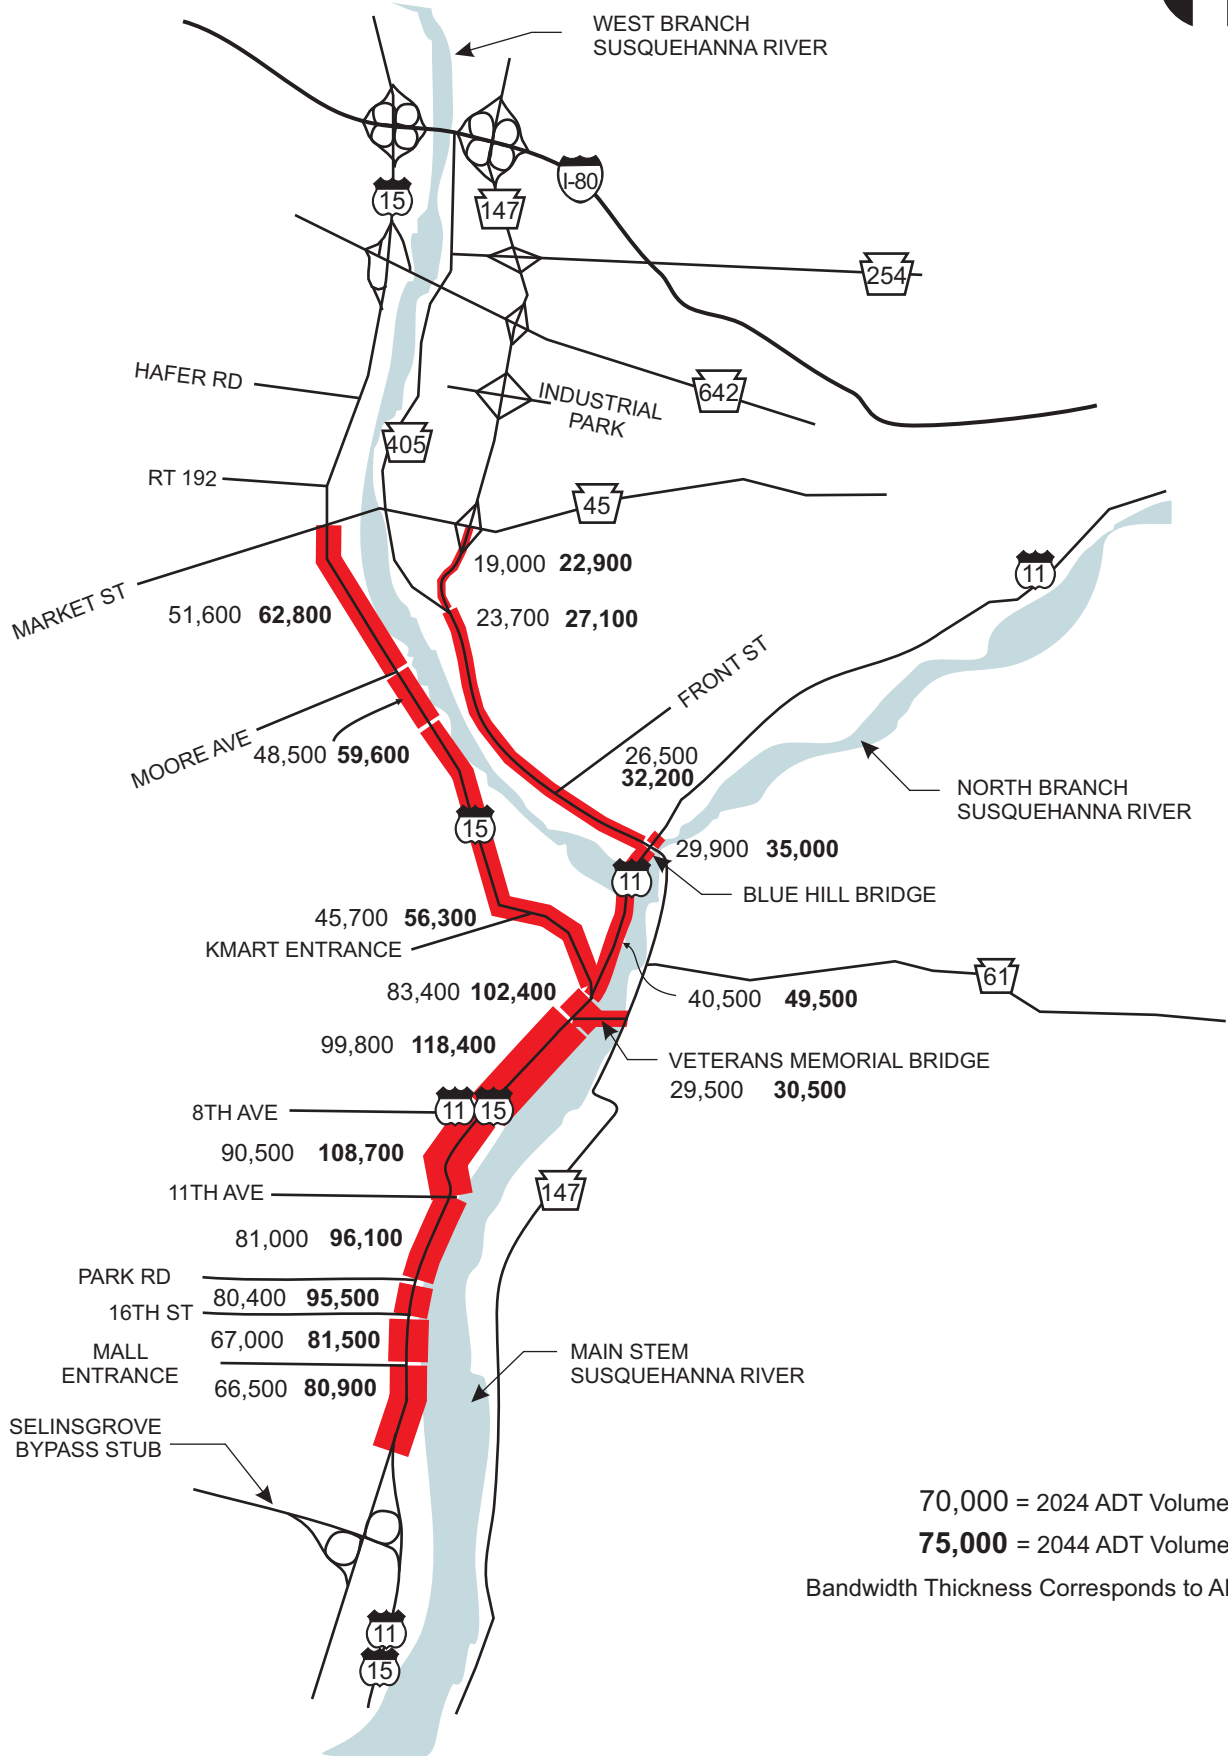 WEST BRANCH
SUSQUEHANNA RIVER
I-80
15
147
254
HAFER RD
INDUSTRIAL
PARK
642
405
RT 192
45
19,000 22,900
11
MARKET ST
51,600 62,800
23,700 27,100
FRONT ST
MOORE AVE
48,500 59,600
26,500
32,200
NORTH BRANCH
SUSQUEHANNA RIVER
15
29,900 35,000
11
BLUE HILL BRIDGE
45,700 56,300
KMART ENTRANCE
61
83,400 102,400
40,500 49,500
99,800 118,400
VETERANS MEMORIAL BRIDGE
29,500 30,500
8TH AVE
11 15
90,500 108,700
11TH AVE
147
81,000 96,100
PARK RD
80,400 95,500
16TH ST
67,000 81,500
MALL
ENTRANCE
66,500 80,900
MAIN STEM
SUSQUEHANNA RIVER
SELINSGROVE
BYPASS STUB
70,000 = 2024 ADT Volume
75,000 = 2044 ADT Volume
Bandwidth Thickness Corresponds to
11
15